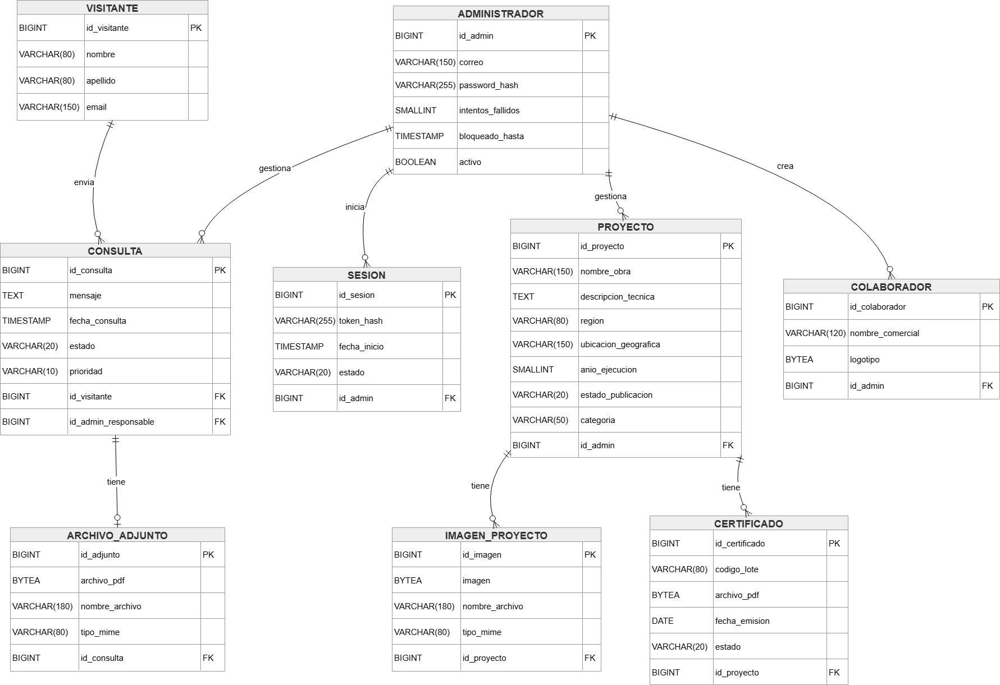 VISITANTE
BIGINT id_visitante PK
VARCHAR(80) nombre
VARCHAR(80) apellido
VARCHAR(150) email
ADMINISTRADOR
BIGINT id_admin PK
VARCHAR(150) correo
VARCHAR(255) password_hash
SMALLINT intentos_fallidos
TIMESTAMP bloqueado_hasta
BOOLEAN activo
envia
gestiona
inicia
gestiona
crea
CONSULTA
BIGINT id_consulta PK
TEXT mensaje
TIMESTAMP fecha_consulta
VARCHAR(20) estado
VARCHAR(10) prioridad
BIGINT id_visitante FK
BIGINT id_admin_responsable FK
SESION
BIGINT id_sesion PK
VARCHAR(255) token_hash
TIMESTAMP fecha_inicio
VARCHAR(20) estado
BIGINT id_admin FK
PROYECTO
BIGINT id_proyecto PK
VARCHAR(150) nombre_obra
TEXT descripcion_tecnica
VARCHAR(80) region
VARCHAR(150) ubicacion_geografica
SMALLINT anio_ejecucion
VARCHAR(20) estado_publicacion
VARCHAR(50) categoria
BIGINT id_admin FK
COLABORADOR
BIGINT id_colaborador PK
VARCHAR(120) nombre_comercial
BYTEA logotipo
BIGINT id_admin FK
tiene
tiene
tiene
ARCHIVO_ADJUNTO
BIGINT id_adjunto PK
BYTEA archivo_pdf
VARCHAR(180) nombre_archivo
VARCHAR(80) tipo_mime
BIGINT id_consulta FK
IMAGEN_PROYECTO
BIGINT id_imagen PK
BYTEA imagen
VARCHAR(180) nombre_archivo
VARCHAR(80) tipo_mime
BIGINT id_proyecto FK
CERTIFICADO
BIGINT id_certificado PK
VARCHAR(80) codigo_lote
BYTEA archivo_pdf
DATE fecha_emision
VARCHAR(20) estado
BIGINT id_proyecto FK